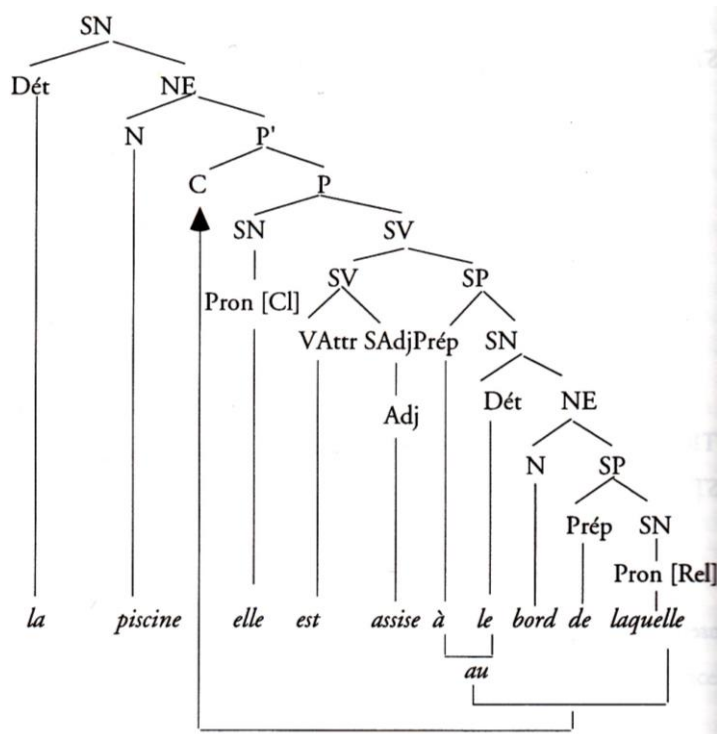 SN
Dét NE
N P'
C P
SN SV
SV SP
Pron [Cl]
VAttr SAdj Prép SN
Dét NE
Adj
N SP
Prép SN
Pron [Rel]
la piscine elle est assise à le bord de laquelle
au